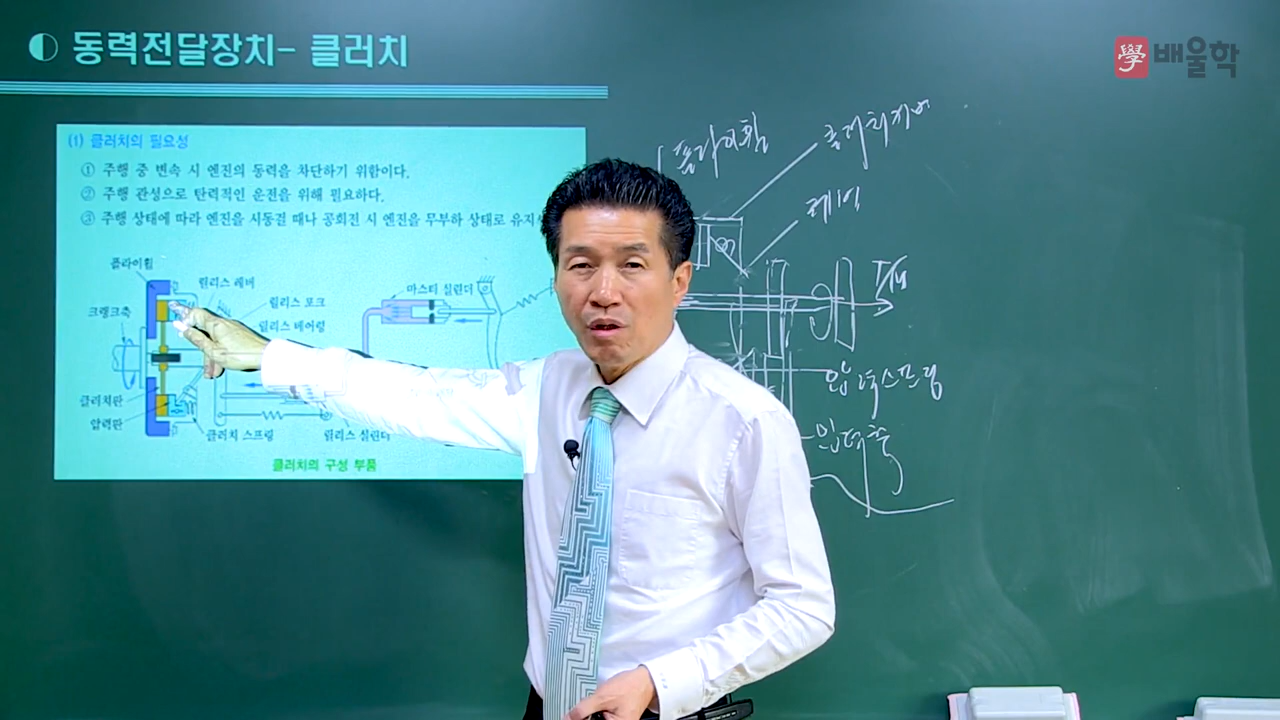 동력전달장치- 클러치
學 배울학
(1) 클러치의 필요성
① 주행 중 변속 시 엔진의 동력을 차단하기 위함이다.
② 주행 관성으로 탄력적인 운전을 위해 필요하다.
③ 주행 상태에 따라 엔진을 시동걸 때나 공회전 시 엔진을 무부하 상태로 유지
플라이휠
릴리스 레버
마스터 실린더
릴리스 포크
크랭크축
릴리스 베어링
클러치판
압력판
클러치 스프링
릴리스 실린더
클러치의 구성 부품
플라이휠
클러치커버
레버
T/M
압력스프링
입력축